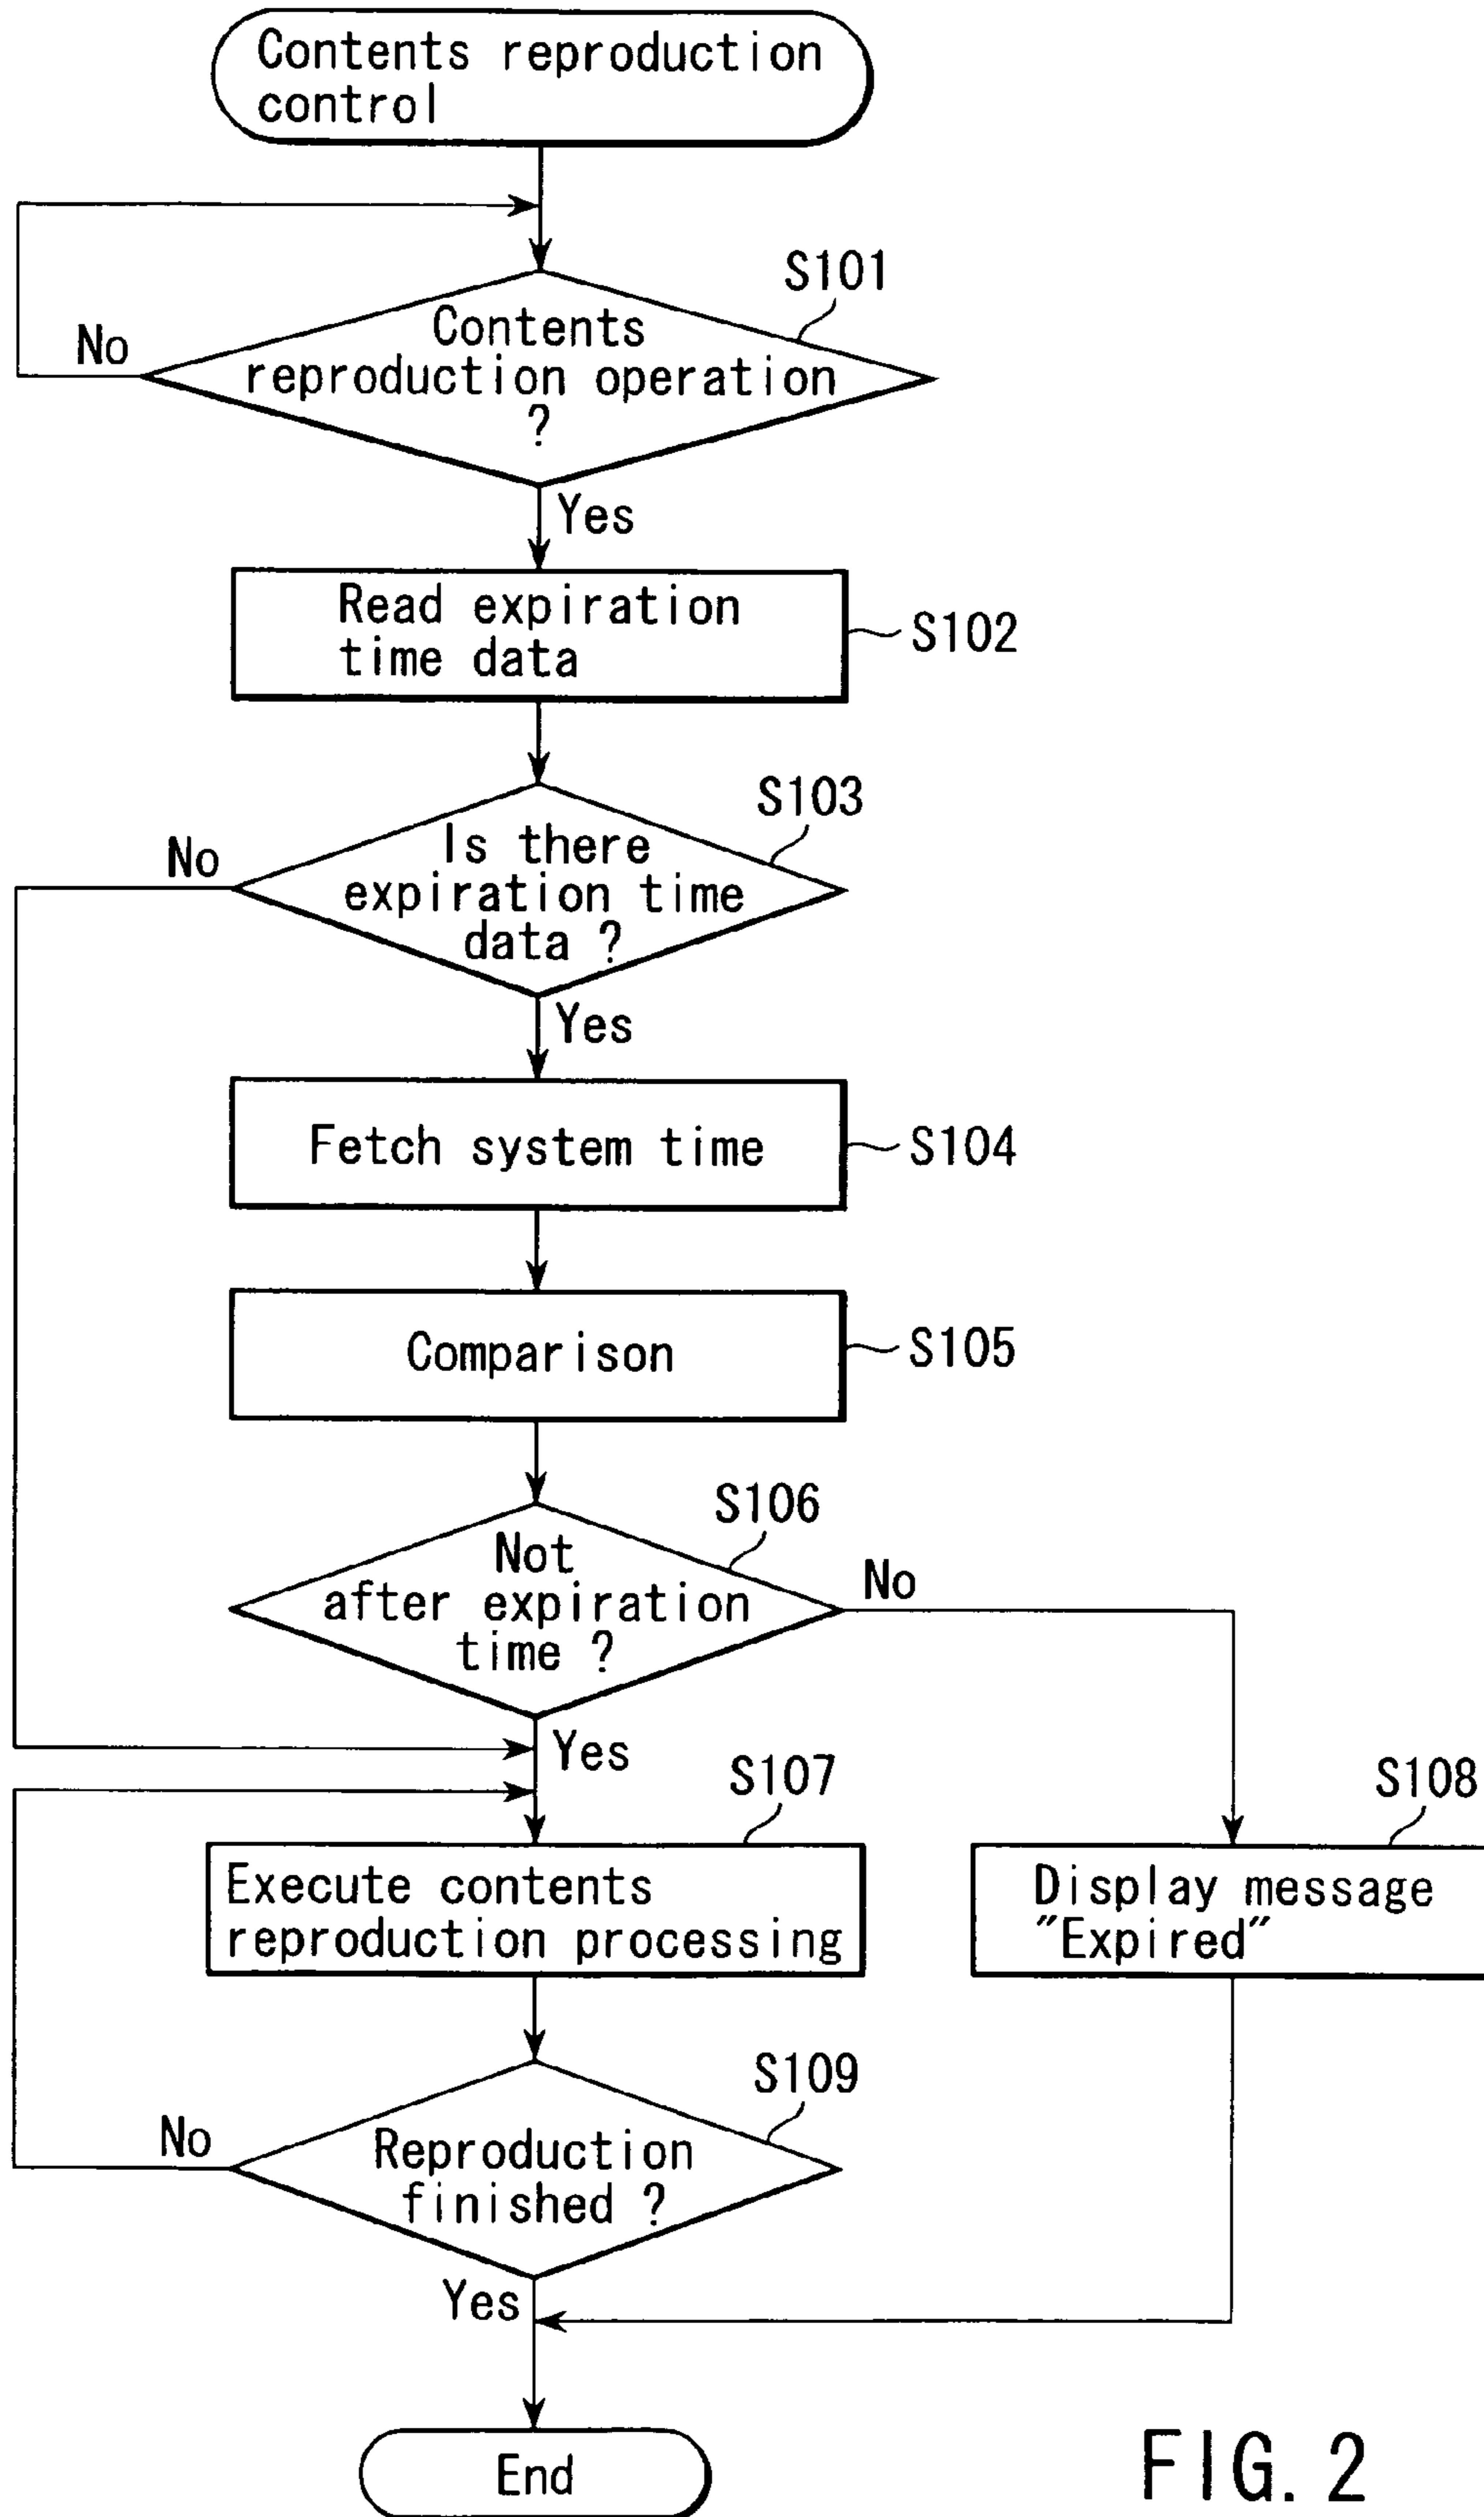 Contents reproduction
control
S101
Contents
reproduction operation
?
No
Yes
Read expiration
time data
S102
S103
Is there
expiration time
data ?
No
Yes
Fetch system time
S104
Comparison
S105
S106
Not
after expiration
time ?
No
Yes
S107
Execute contents
reproduction processing
S108
Display message
"Expired"
S109
Reproduction
finished ?
No
Yes
End
FIG. 2